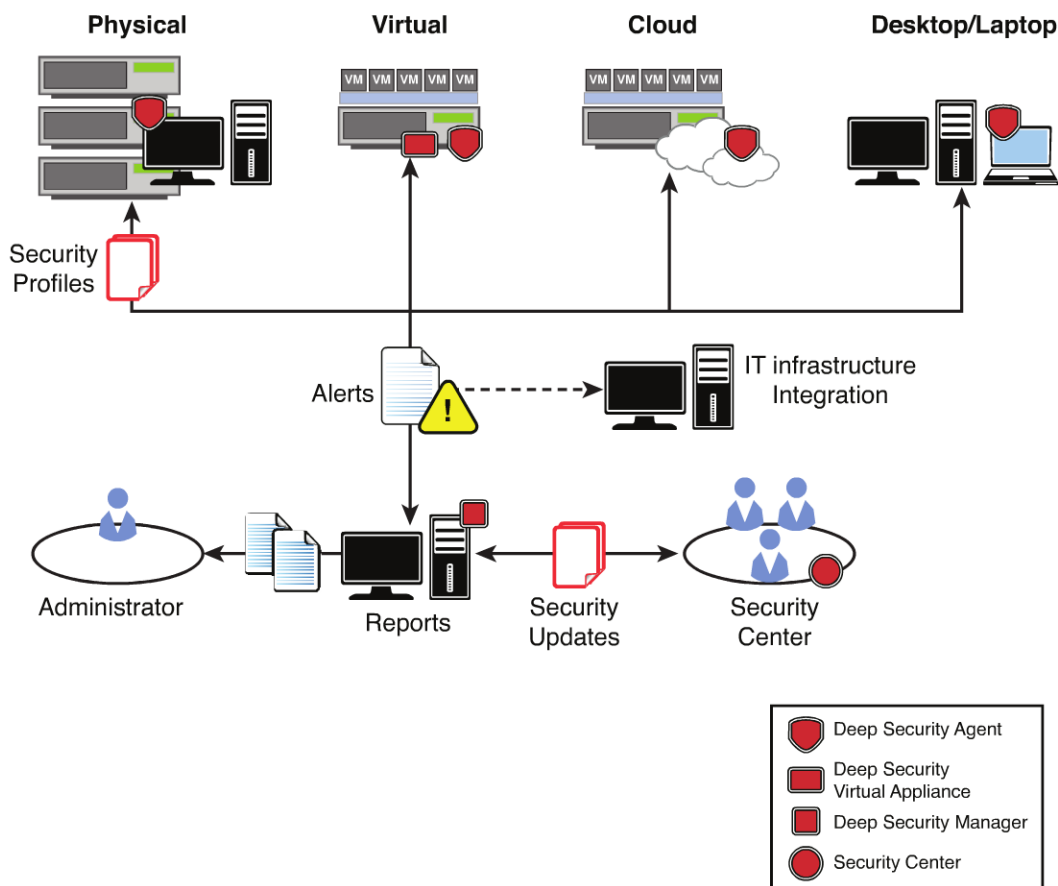 Physical
Virtual
Cloud
Desktop/Laptop
VM VM VM VM VM
VM VM VM VM VM
Security
Profiles
Alerts
!
IT infrastructure
Integration
Administrator
Reports
Security
Updates
Security
Center
Deep Security Agent
Deep Security
Virtual Appliance
Deep Security Manager
Security Center